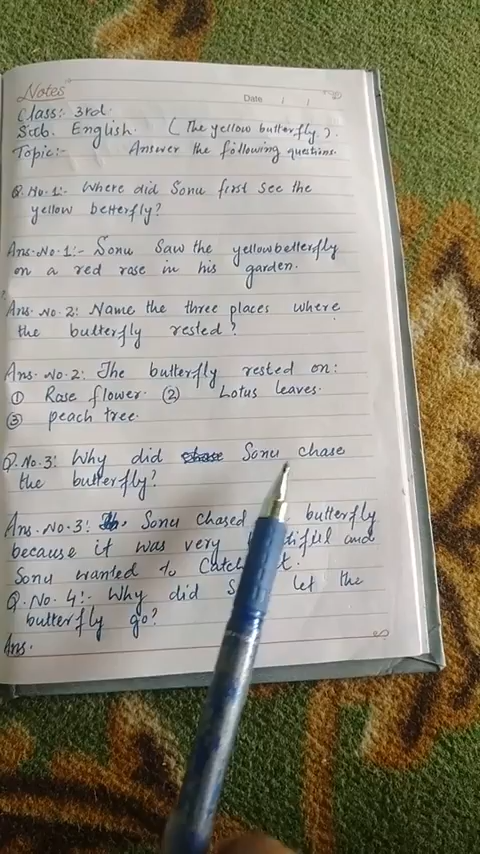 Notes
Date / /
Class:- 3rd.
Sub. English. (The yellow butterfly.)
Topic:- Answer the following questions.
Q.No.1:- Where did Sonu first see the
yellow betterfly?
Ans.No.1:- Sonu Saw the yellowbetterfly
on a red rose in his garden.
Ans.No.2: Name the three places where
the butterfly rested?
Ans.No.2: The butterfly rested on:
① Rose flower. ② Lotus leaves.
③ peach tree.
Q.No.3: Why did Sonu chase
the butterfly?
Ans.No.3: Sonu chased butterfly
because it was very and
Sonu wanted to Catch
Q.No.4:- Why did let the
butterfly go?
Ans.